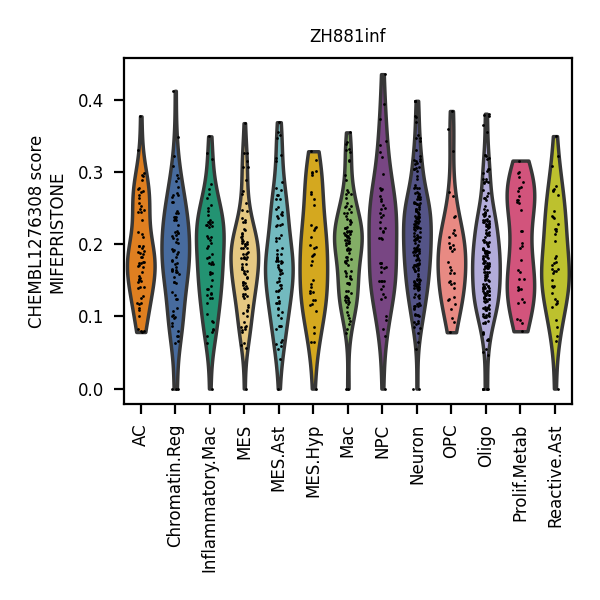 ZH881inf
CHEMBL1276308 score
MIFEPRISTONE
0.4
0.3
0.2
0.1
0.0
AC
Chromatin.Reg
Inflammatory.Mac
MES
MES.Ast
MES.Hyp
Mac
NPC
Neuron
OPC
Oligo
Prolif.Metab
Reactive.Ast